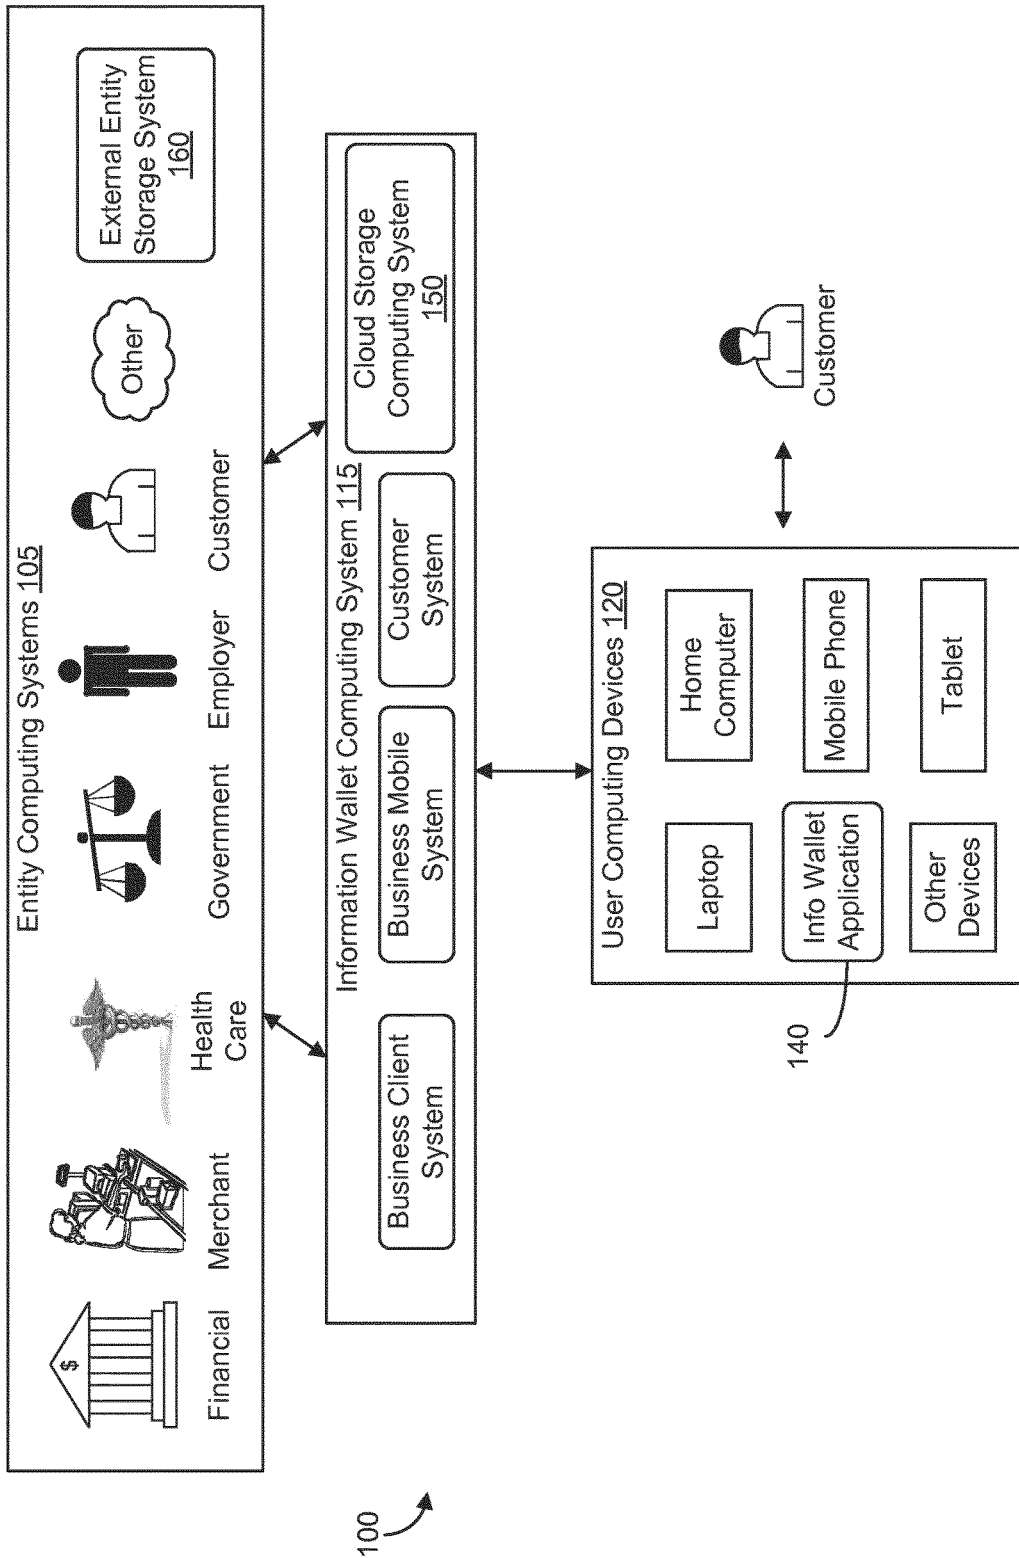 100
Entity Computing Systems 105
$
Financial
Merchant
Health
Care
Government
Employer
Customer
Other
External Entity
Storage System
160
Information Wallet Computing System 115
Business Client
System
Business Mobile
System
Customer
System
Cloud Storage
Computing System
150
User Computing Devices 120
Laptop
Home
Computer
Info Wallet
Application
Mobile Phone
Other
Devices
Tablet
140
Customer